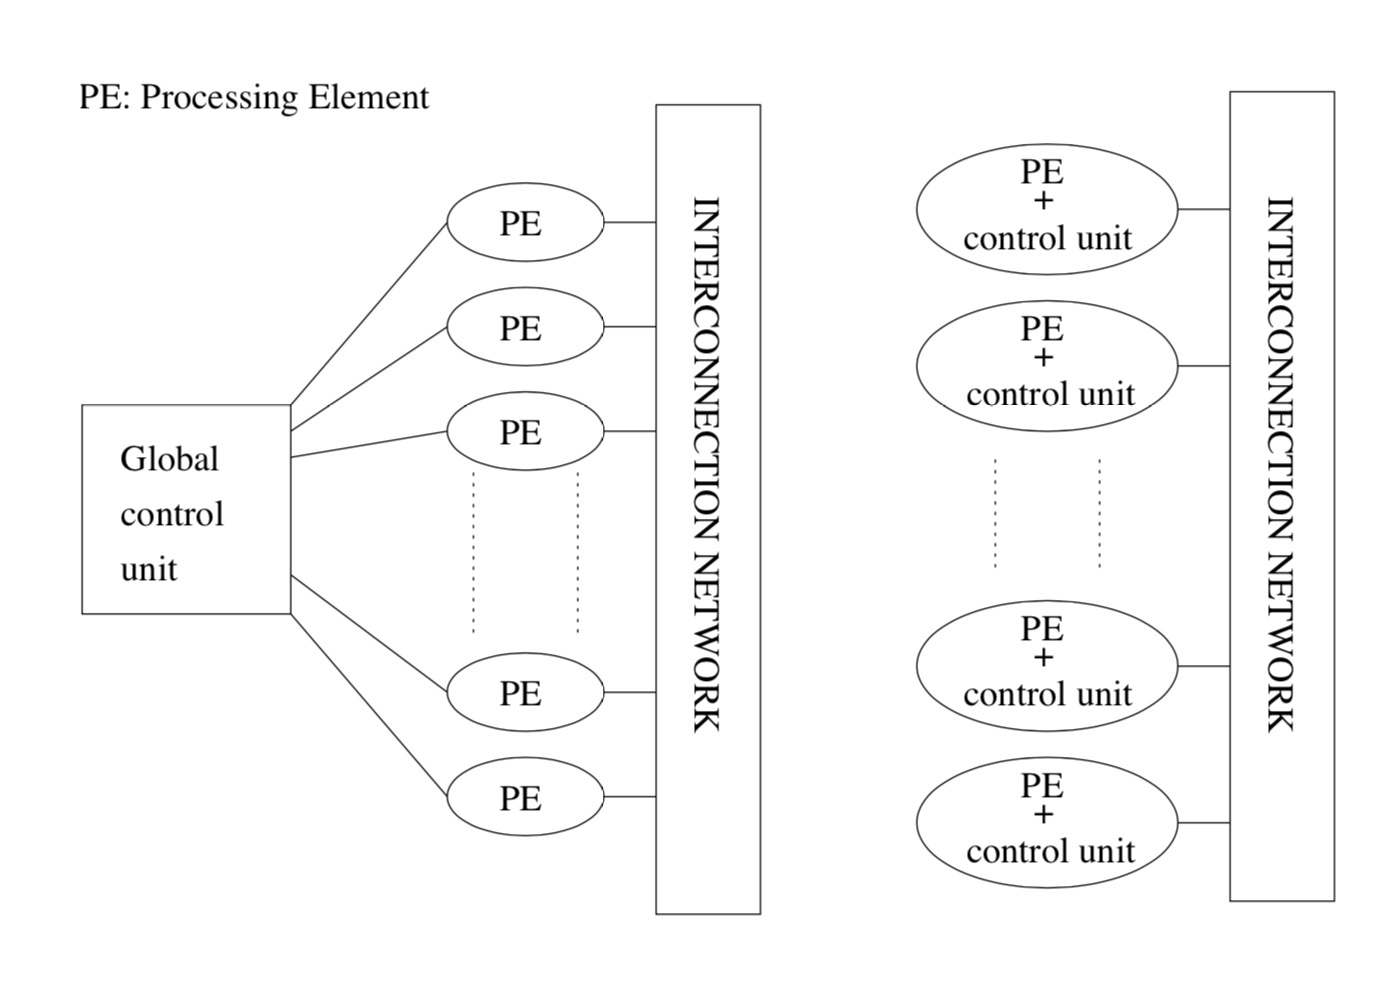 PE: Processing Element
PE
PE
PE
PE
PE
Global
control
unit
INTERCONNECTION NETWORK
PE
+
control unit
PE
+
control unit
PE
+
control unit
PE
+
control unit
INTERCONNECTION NETWORK